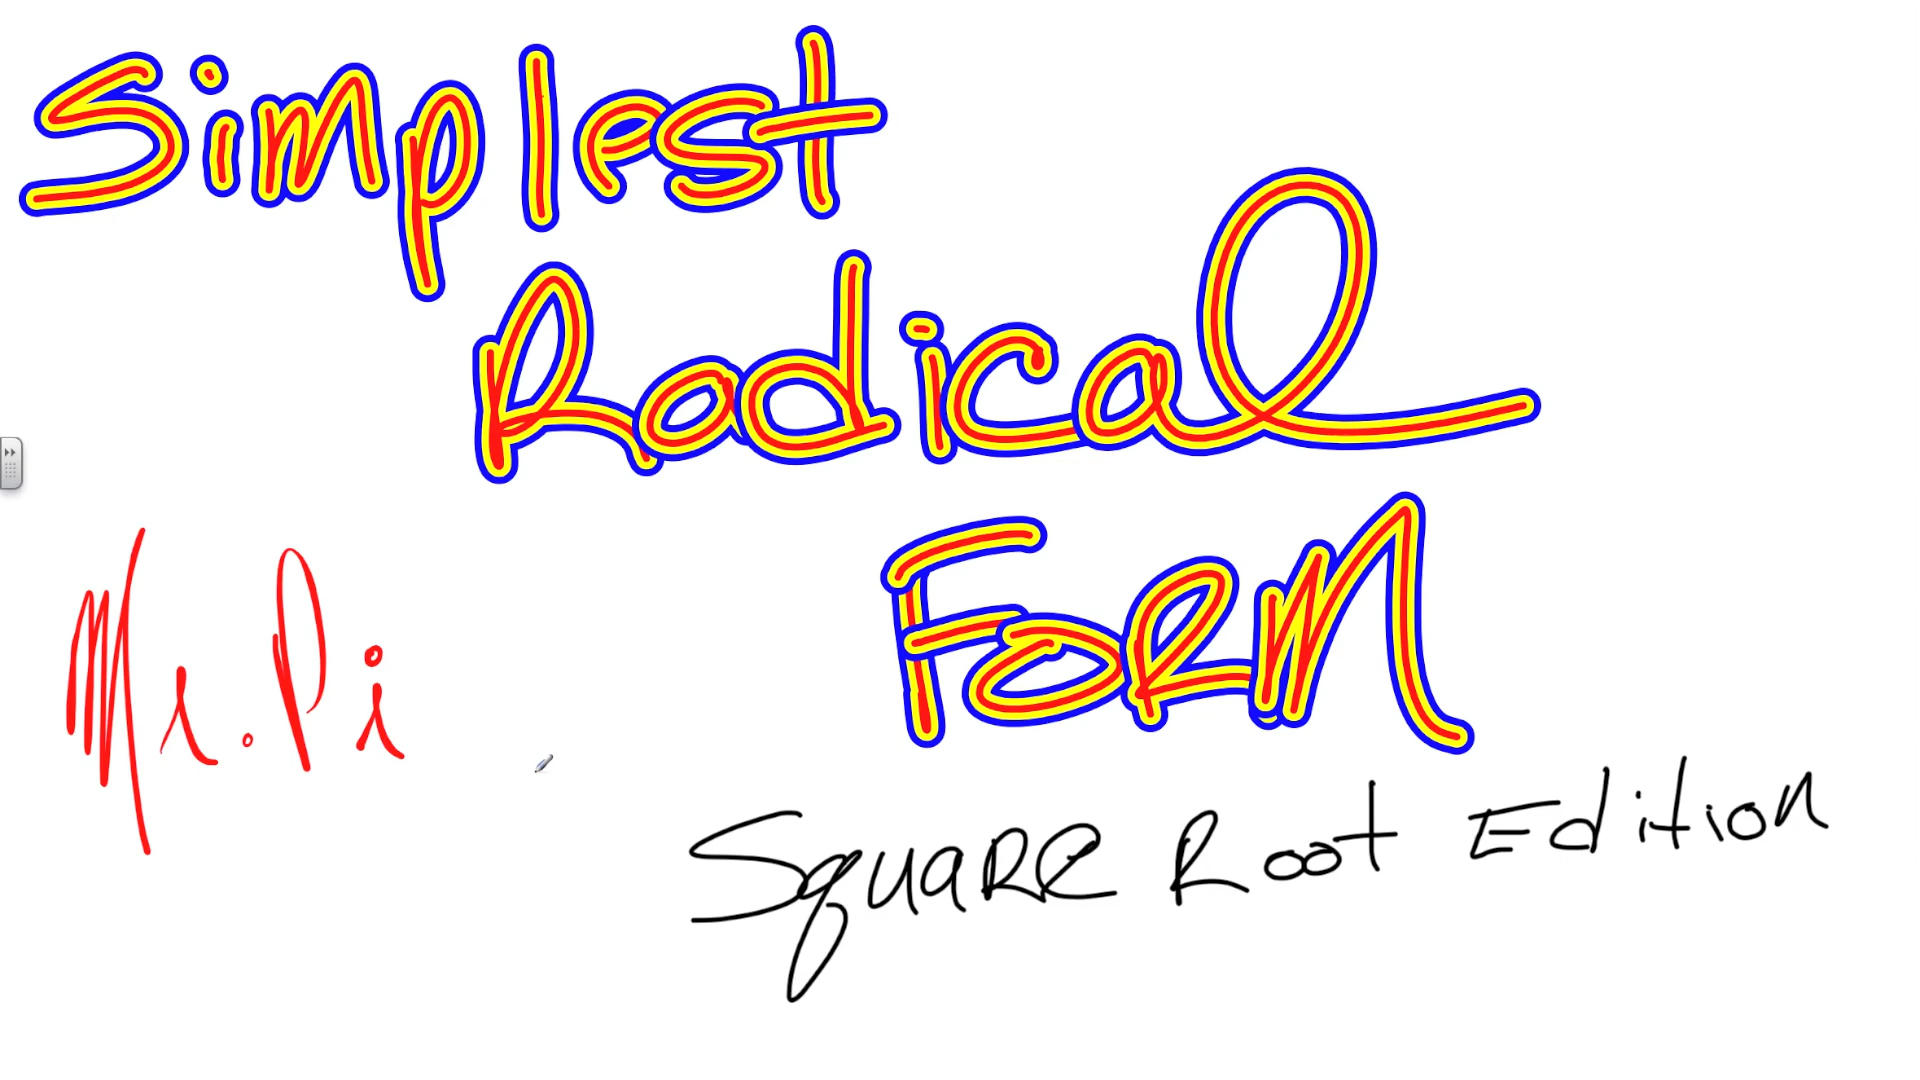 Simplest
Radical
FoRM
Mr. Pi
SquARe Root Edition